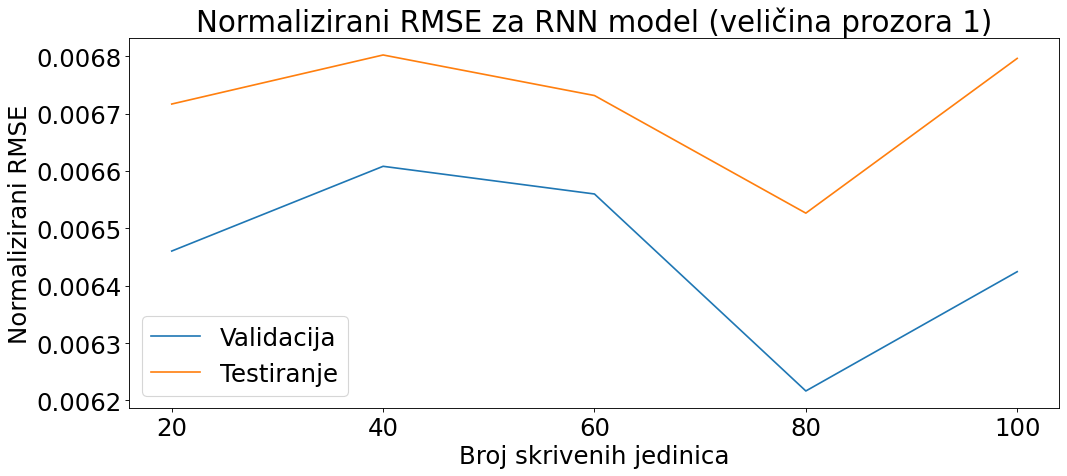 Normalizirani RMSE za RNN model (veličina prozora 1)
Normalizirani RMSE
0.0068
0.0067
0.0066
0.0065
0.0064
0.0063
0.0062
Validacija
Testiranje
20 40 60 80 100
Broj skrivenih jedinica